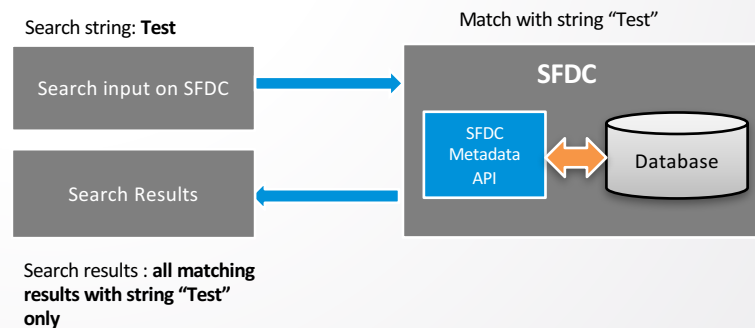 Search string: Test
Match with string “Test”
Search input on SFDC
SFDC
SFDC
Metadata
API
Database
Search Results
Search results : all matching
results with string “Test”
only